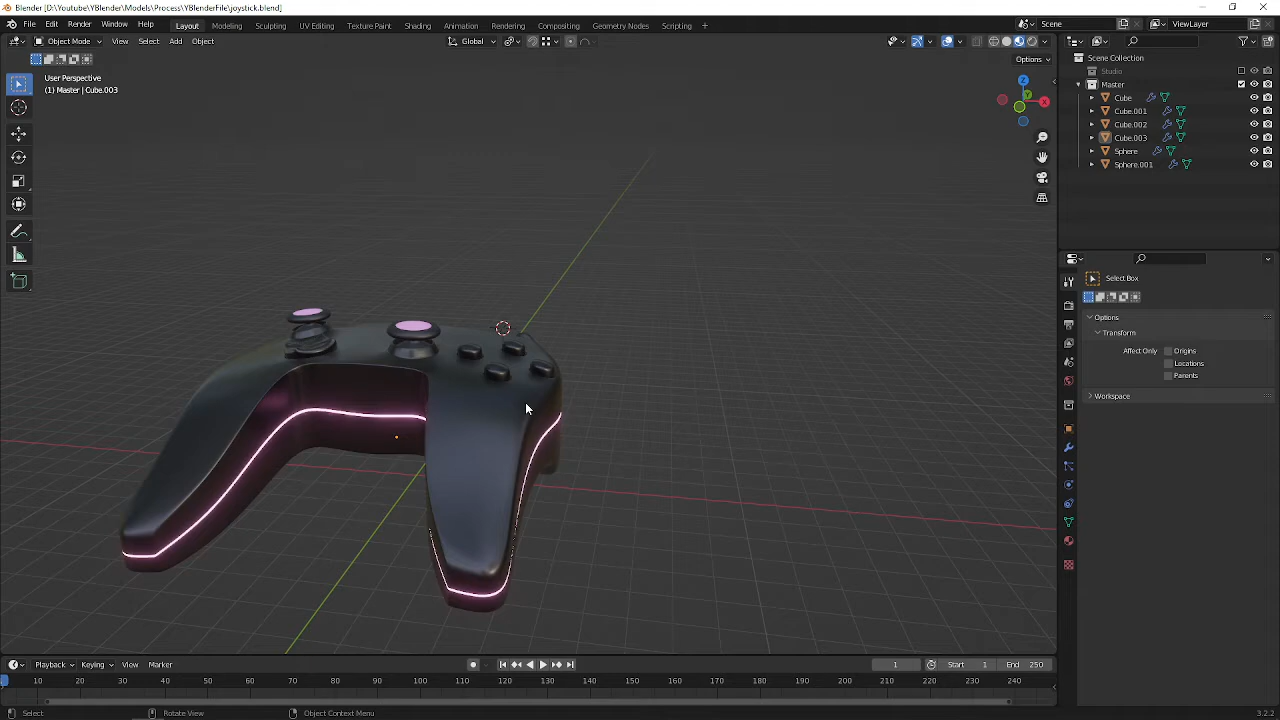 Blender [D:\Youtube\YBlender\Models\Process\YBlenderFile\joystick.blend]
File Edit Render Window Help Layout Modeling Sculpting UV Editing Texture Paint Shading Animation Rendering Compositing Geometry Nodes Scripting + Scene ViewLayer
Object Mode View Select Add Object Global
Options
User Perspective
(1) Master | Cube.003
Z
Y
X
Scene Collection
Studio
Master
Cube
Cube.001
Cube.002
Cube.003
Sphere
Sphere.001
Select Box
Options
Transform
Affect Only Origins
Locations
Parents
Workspace
Playback Keying View Marker 1 Start 1 End 250
10 20 30 40 50 60 70 80 90 100 110 120 130 140 150 160 170 180 190 200 210 220 230 240
Select Rotate View Object Context Menu 3.2.2